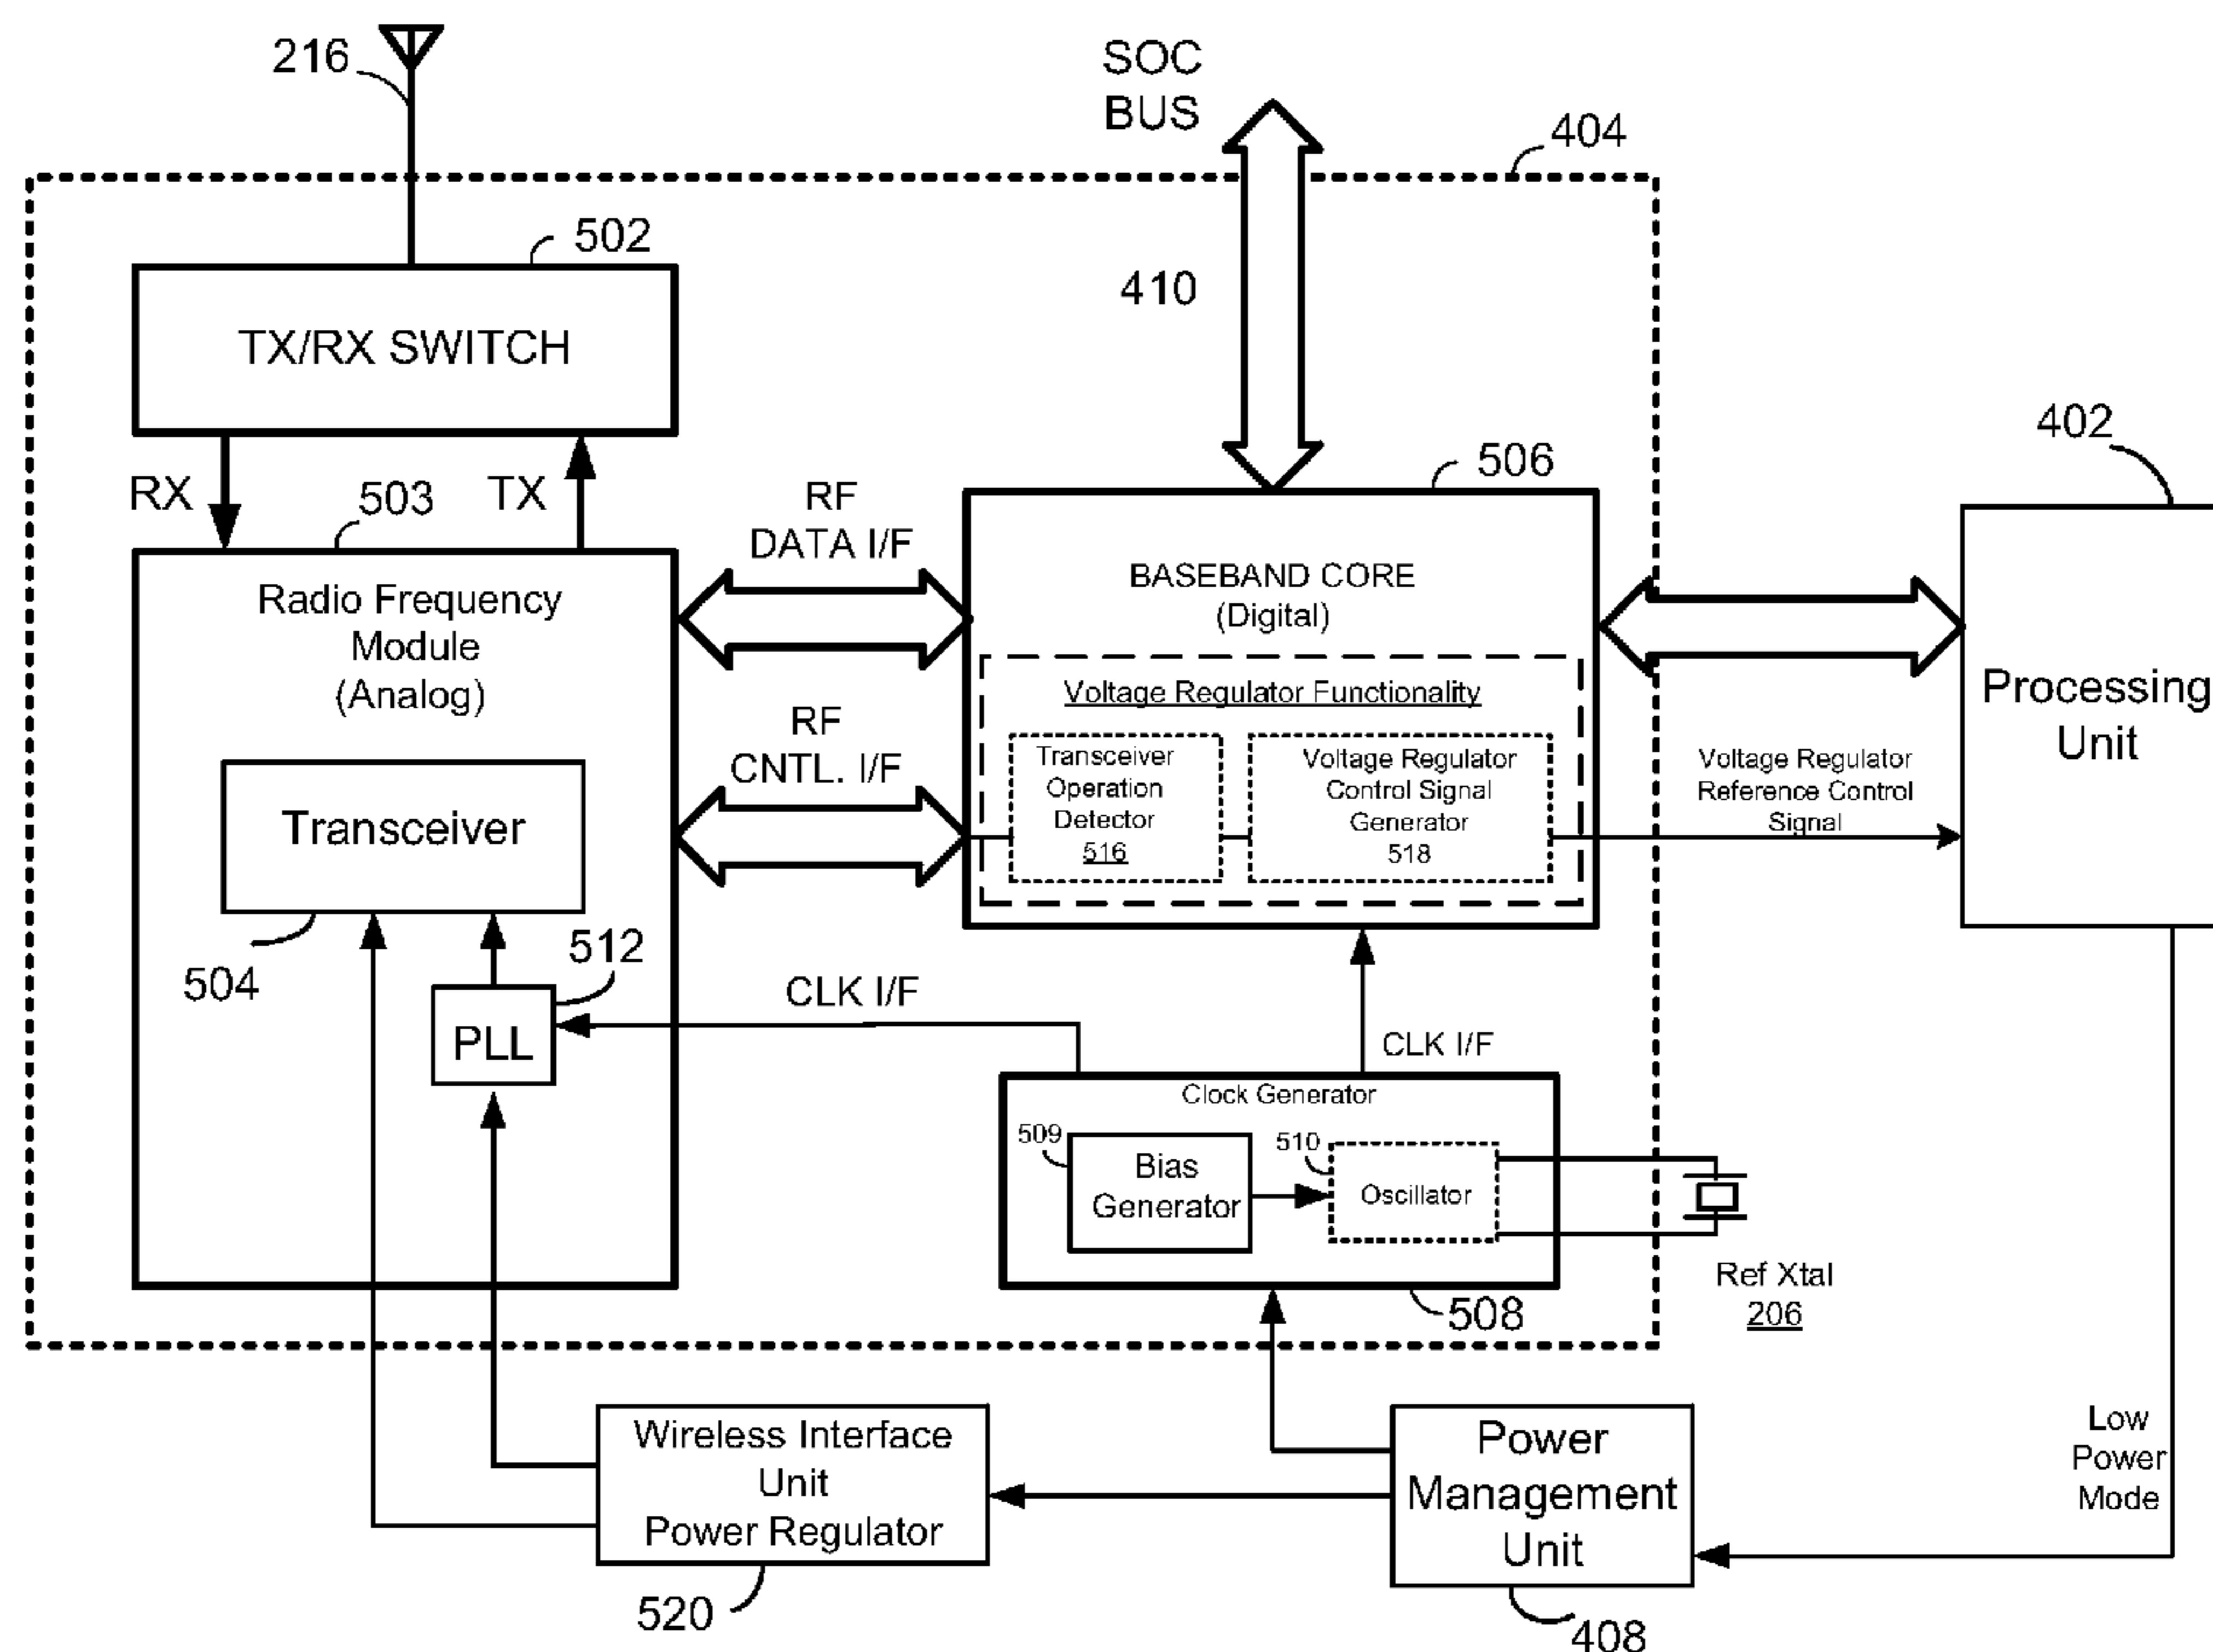 216
SOC
BUS
404
502
TX/RX SWITCH
410
402
RX
503
TX
RF
DATA I/F
506
Radio Frequency
Module
(Analog)
BASEBAND CORE
(Digital)
Voltage Regulator Functionality
Processing
Unit
RF
CNTL. I/F
Transceiver
Operation
Detector
516
Voltage Regulator
Control Signal
Generator
518
Voltage Regulator
Reference Control
Signal
Transceiver
504
512
PLL
CLK I/F
CLK I/F
Clock Generator
509
Bias
Generator
510
Oscillator
Ref Xtal
206
508
Wireless Interface
Unit
Power Regulator
520
Power
Management
Unit
408
Low
Power
Mode